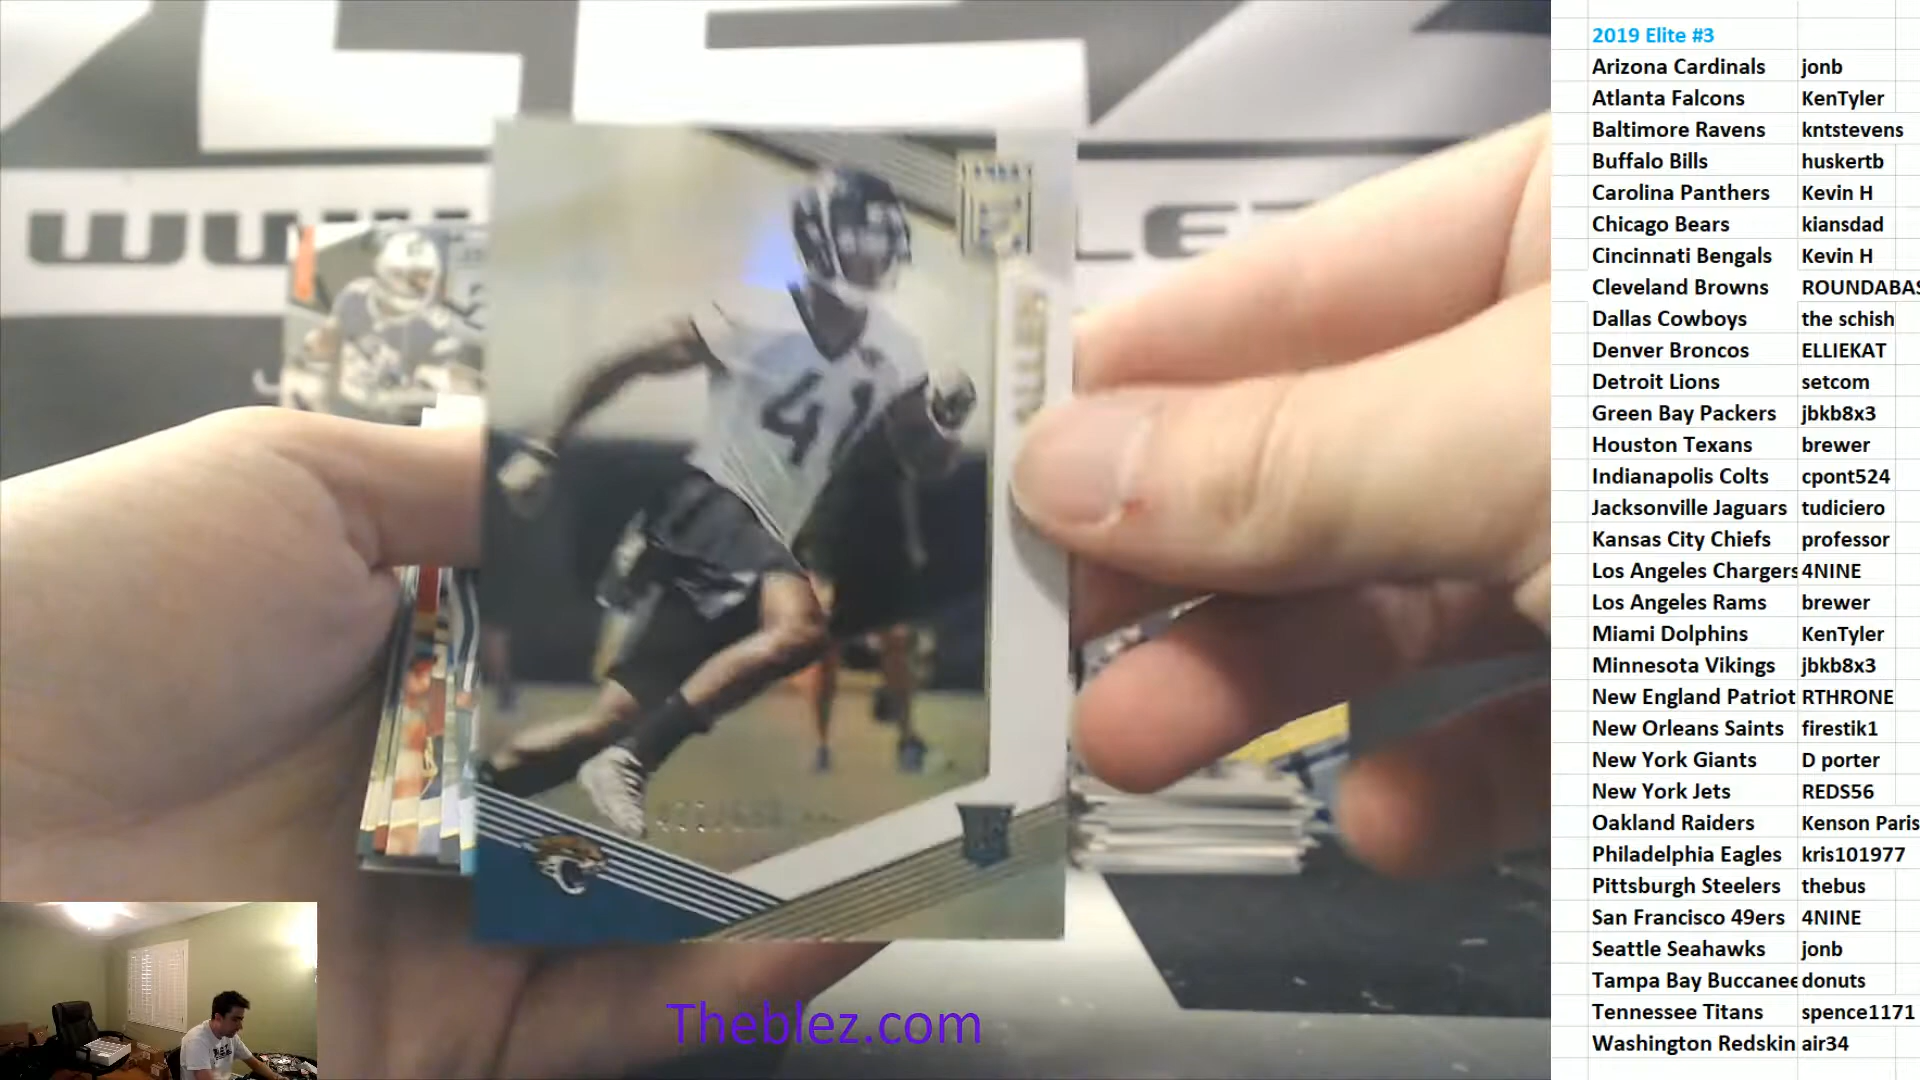 2019 Elite #3
Arizona Cardinals jonb
Atlanta Falcons KenTyler
Baltimore Ravens kntstevens
Buffalo Bills huskertb
Carolina Panthers Kevin H
Chicago Bears kiansdad
Cincinnati Bengals Kevin H
Cleveland Browns ROUNDABAS
Dallas Cowboys the schish
Denver Broncos ELLIEKAT
Detroit Lions setcom
Green Bay Packers jbkb8x3
Houston Texans brewer
Indianapolis Colts cpont524
Jacksonville Jaguars tudiciero
Kansas City Chiefs professor
Los Angeles Chargers 4NINE
Los Angeles Rams brewer
Miami Dolphins KenTyler
Minnesota Vikings jbkb8x3
New England Patriot RTHRONE
New Orleans Saints firestik1
New York Giants D porter
New York Jets REDS56
Oakland Raiders Kenson Paris
Philadelphia Eagles kris101977
Pittsburgh Steelers thebus
San Francisco 49ers 4NINE
Seattle Seahawks jonb
Tampa Bay Buccanee donuts
Tennessee Titans spence1171
Washington Redskin air34
ALLEN
41
Theblez.com